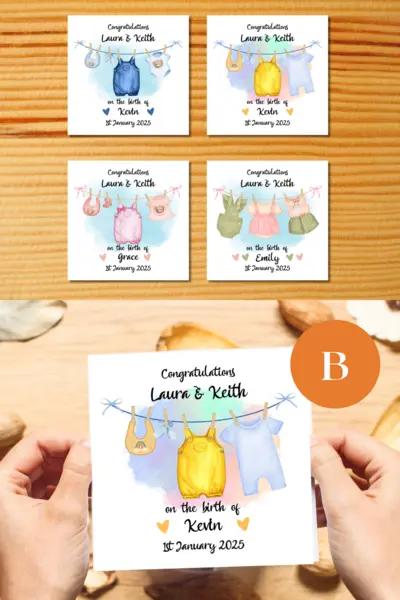 Congratulations
Laura & Keith
on the birth of
Kevin
1st January 2025
Congratulations
Laura & Keith
on the birth of
Kevin
1st January 2025
Congratulations
Laura & Keith
on the birth of
Grace
1st January 2025
Congratulations
Laura & Keith
on the birth of
Emily
1st January 2025
B
Congratulations
Laura & Keith
on the birth of
Kevin
1st January 2025